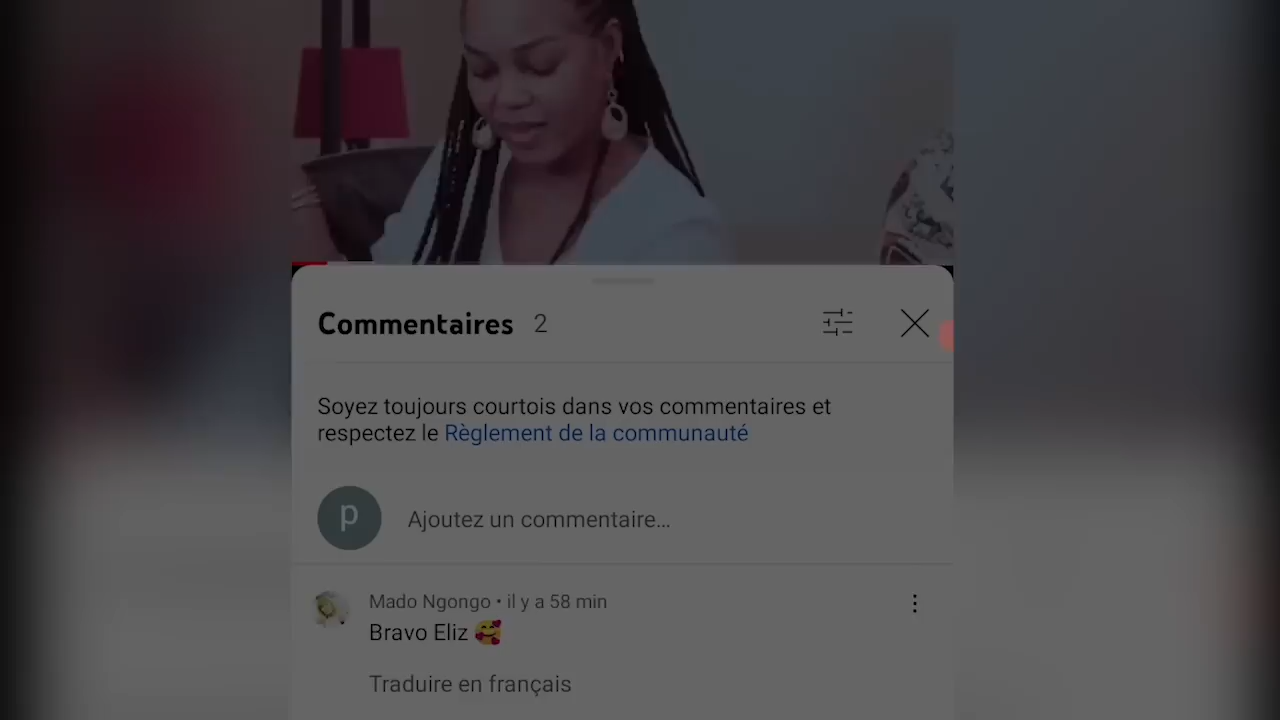 Commentaires 2
Soyez toujours courtois dans vos commentaires et
respectez le Règlement de la communauté
p
Ajoutez un commentaire...
Mado Ngongo • il y a 58 min
Bravo Eliz 🥰
Traduire en français